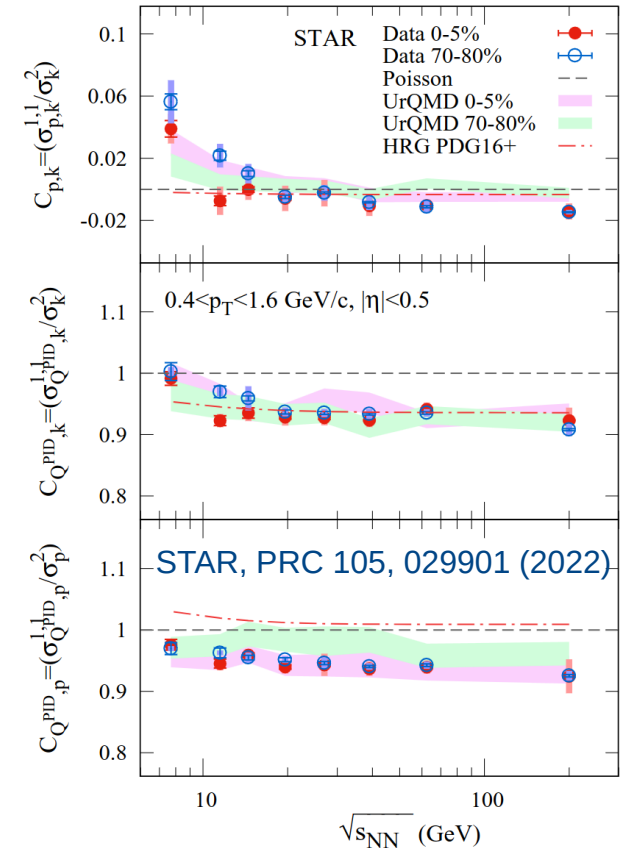 STAR
Data 0-5%
Data 70-80%
Poisson
UrQMD 0-5%
UrQMD 70-80%
HRG PDG16+
C_{p,k}=(σ^{1,1}_{p,k}/σ^2_k)
0.06
0.02
-0.02
0.4<p_T<1.6 GeV/c, |η|<0.5
C_{Q^{PID},k}=(σ^{1,1}_{Q^{PID},k}/σ^2_k)
1.1
1
0.9
0.8
STAR, PRC 105, 029901 (2022)
C_{Q^{PID},p}=(σ^{1,1}_{Q^{PID},p}/σ^2_p)
1.1
1
0.9
0.8
10
100
√s_{NN} (GeV)